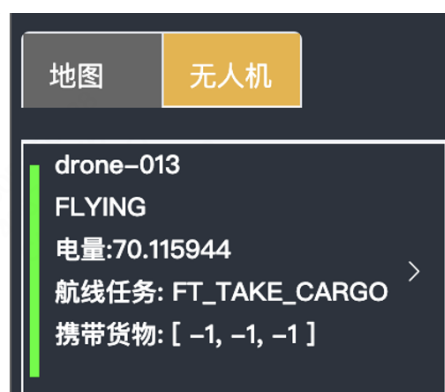 地图
无人机
drone-013
FLYING
电量:70.115944
航线任务: FT_TAKE_CARGO
携带货物: [ -1, -1, -1 ]